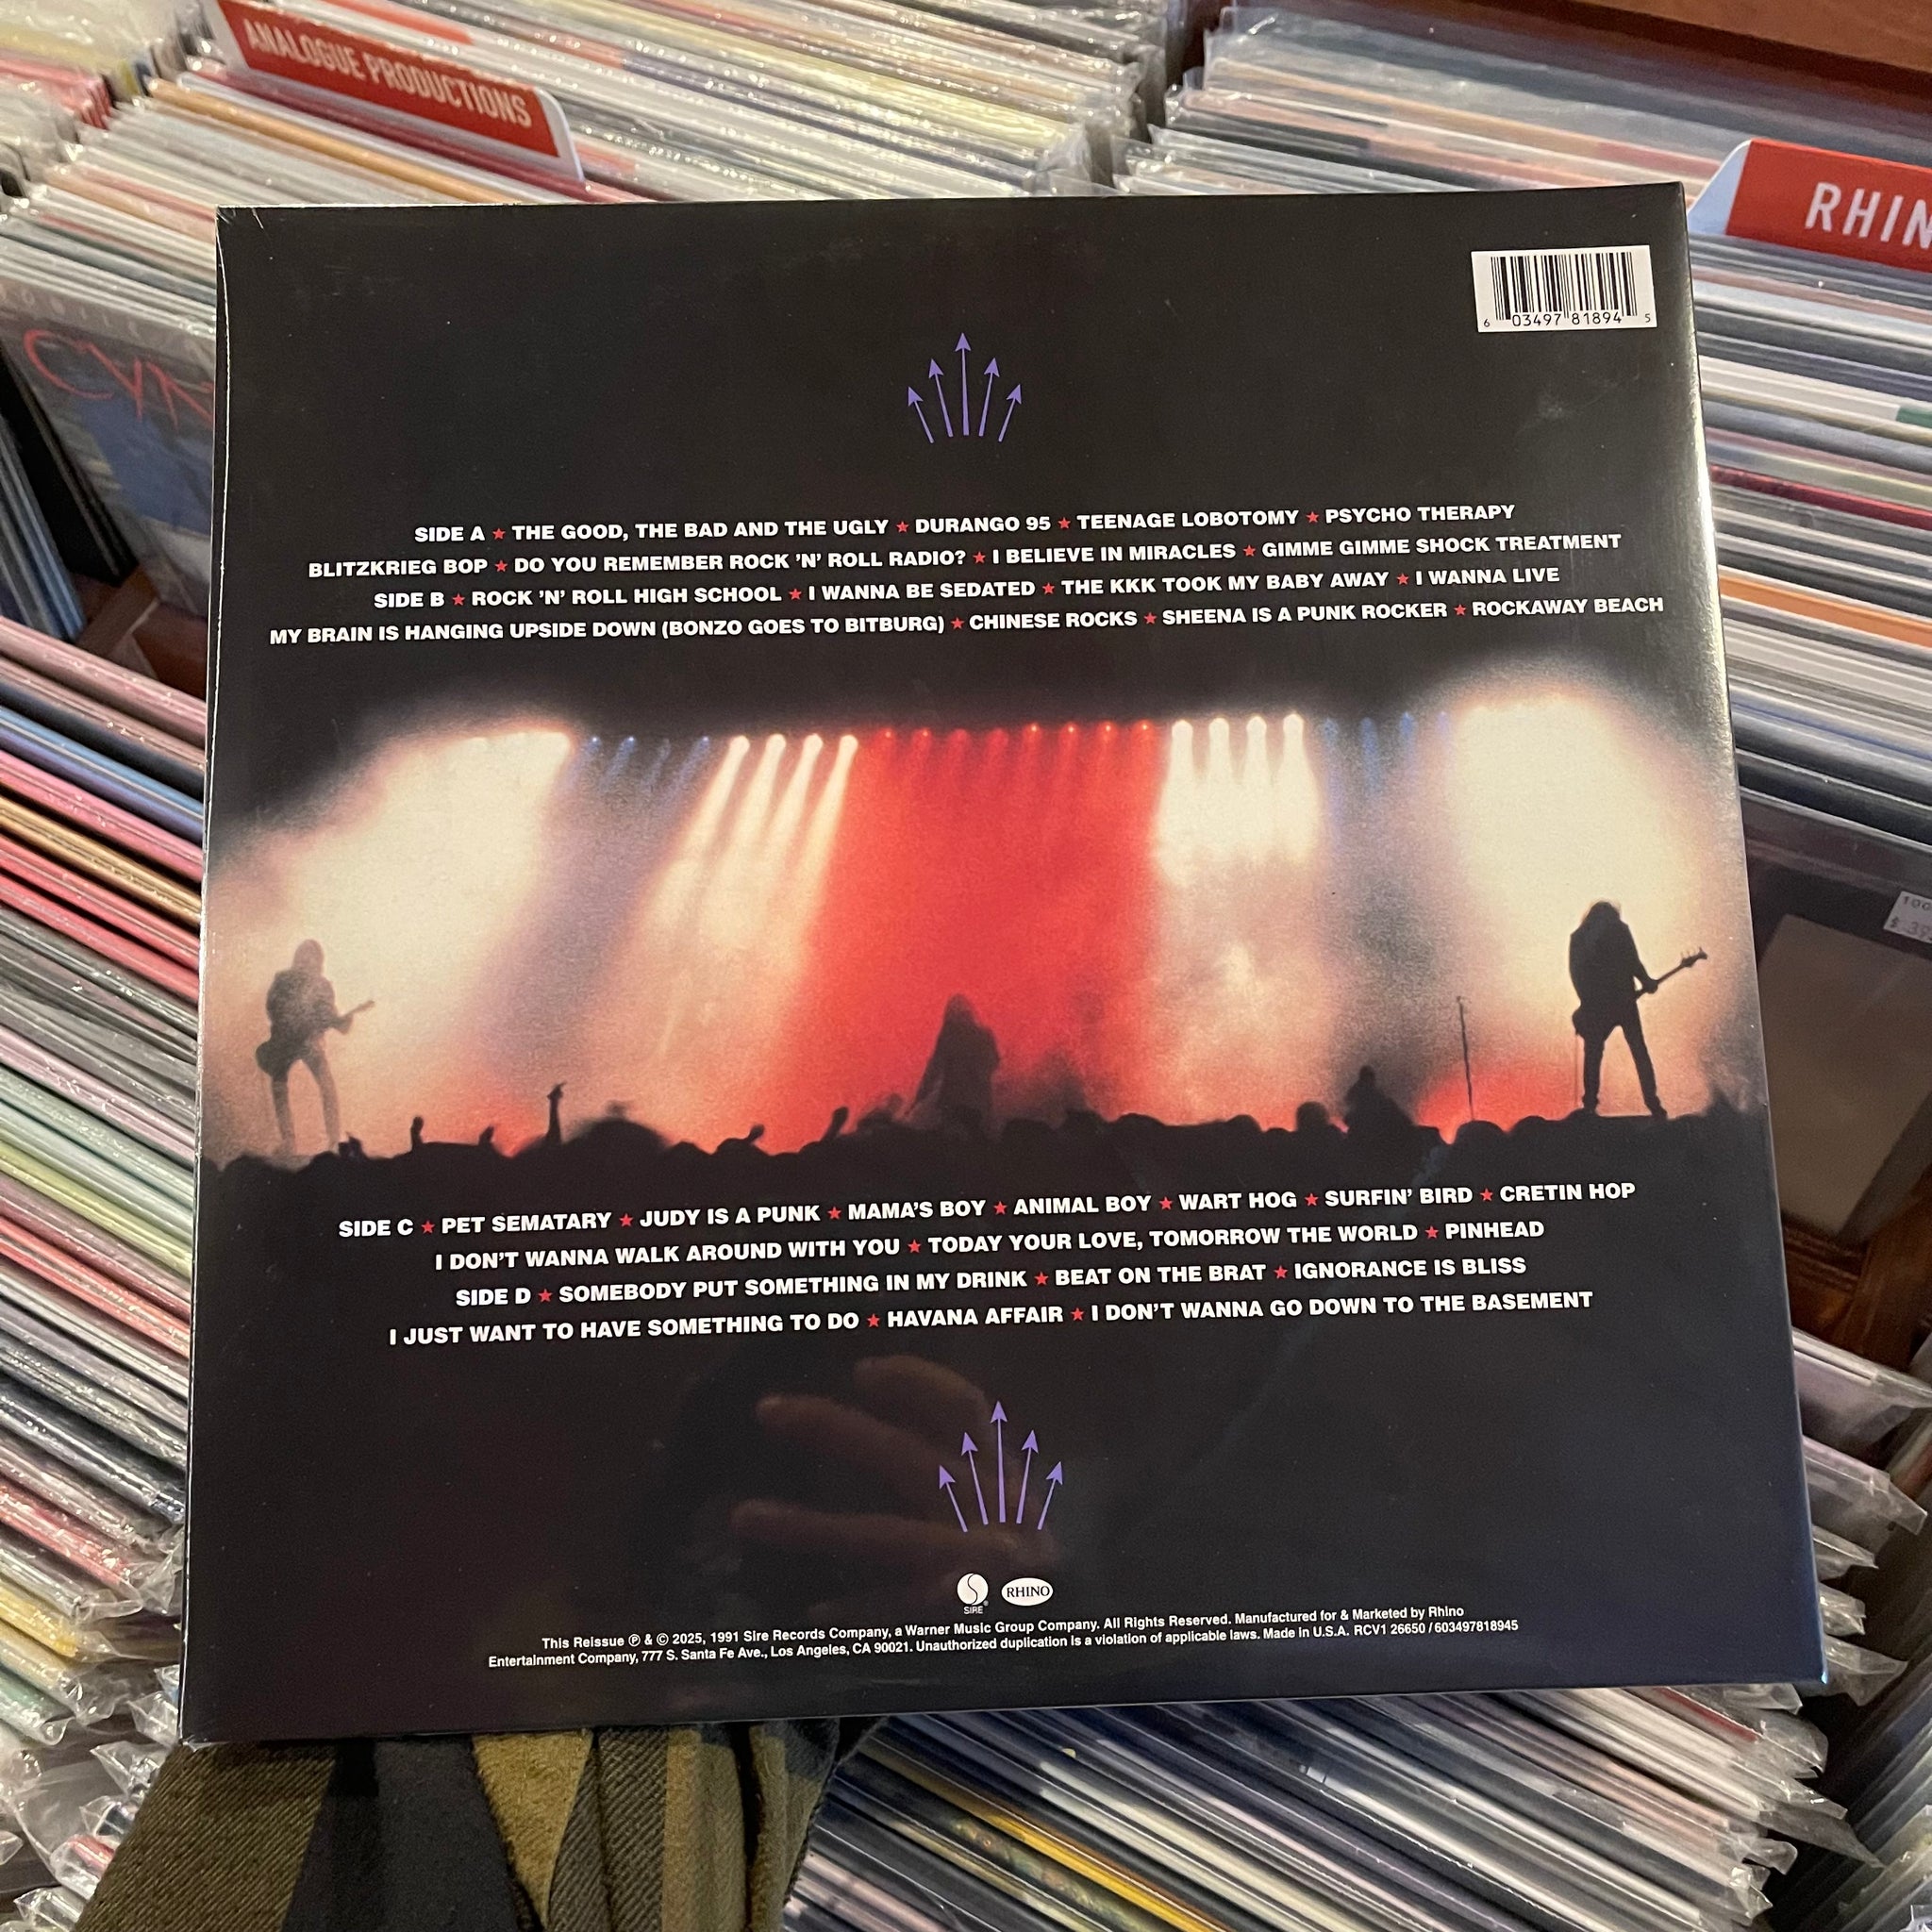 ANALOGUE PRODUCTIONS
RHIN
6 03497 81894 5
SIDE A ★ THE GOOD, THE BAD AND THE UGLY ★ DURANGO 95 ★ TEENAGE LOBOTOMY ★ PSYCHO THERAPY
BLITZKRIEG BOP ★ DO YOU REMEMBER ROCK 'N' ROLL RADIO? ★ I BELIEVE IN MIRACLES ★ GIMME GIMME SHOCK TREATMENT
SIDE B ★ ROCK 'N' ROLL HIGH SCHOOL ★ I WANNA BE SEDATED ★ THE KKK TOOK MY BABY AWAY ★ I WANNA LIVE
MY BRAIN IS HANGING UPSIDE DOWN (BONZO GOES TO BITBURG) ★ CHINESE ROCKS ★ SHEENA IS A PUNK ROCKER ★ ROCKAWAY BEACH
SIDE C ★ PET SEMATARY ★ JUDY IS A PUNK ★ MAMA'S BOY ★ ANIMAL BOY ★ WART HOG ★ SURFIN' BIRD ★ CRETIN HOP
I DON'T WANNA WALK AROUND WITH YOU ★ TODAY YOUR LOVE, TOMORROW THE WORLD ★ PINHEAD
SIDE D ★ SOMEBODY PUT SOMETHING IN MY DRINK ★ BEAT ON THE BRAT ★ IGNORANCE IS BLISS
I JUST WANT TO HAVE SOMETHING TO DO ★ HAVANA AFFAIR ★ I DON'T WANNA GO DOWN TO THE BASEMENT
SIRE
RHINO
This Reissue ℗ & © 2025, 1991 Sire Records Company, a Warner Music Group Company. All Rights Reserved. Manufactured for & Marketed by Rhino
Entertainment Company, 777 S. Santa Fe Ave., Los Angeles, CA 90021. Unauthorized duplication is a violation of applicable laws. Made in U.S.A. RCV1 26650 / 603497818945